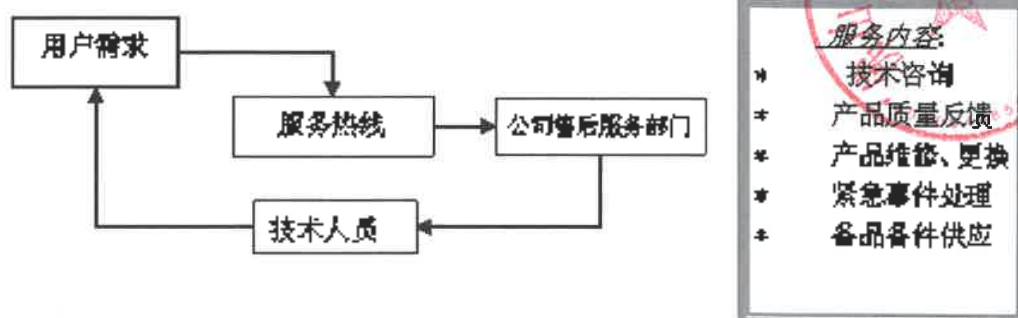 用户需求
服务热线
公司售后服务部门
技术人员
服务内容:
* 技术咨询
* 产品质量反馈
* 产品维修、更换
* 紧急事件处理
* 备品备件供应